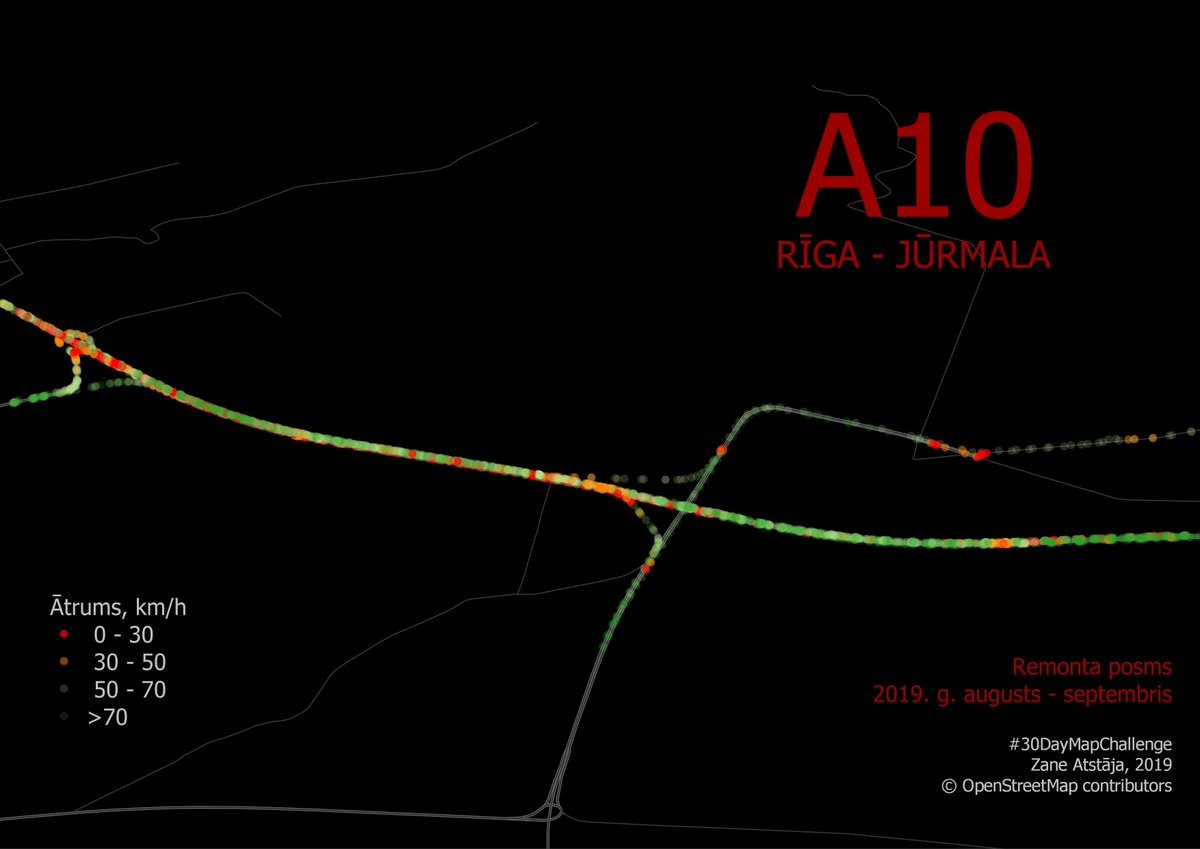 A10
RĪGA - JŪRMALA
Ātrums, km/h
0 - 30
30 - 50
50 - 70
>70
Remonta posms
2019. g. augusts - septembris
#30DayMapChallenge
Zane Atstāja, 2019
© OpenStreetMap contributors